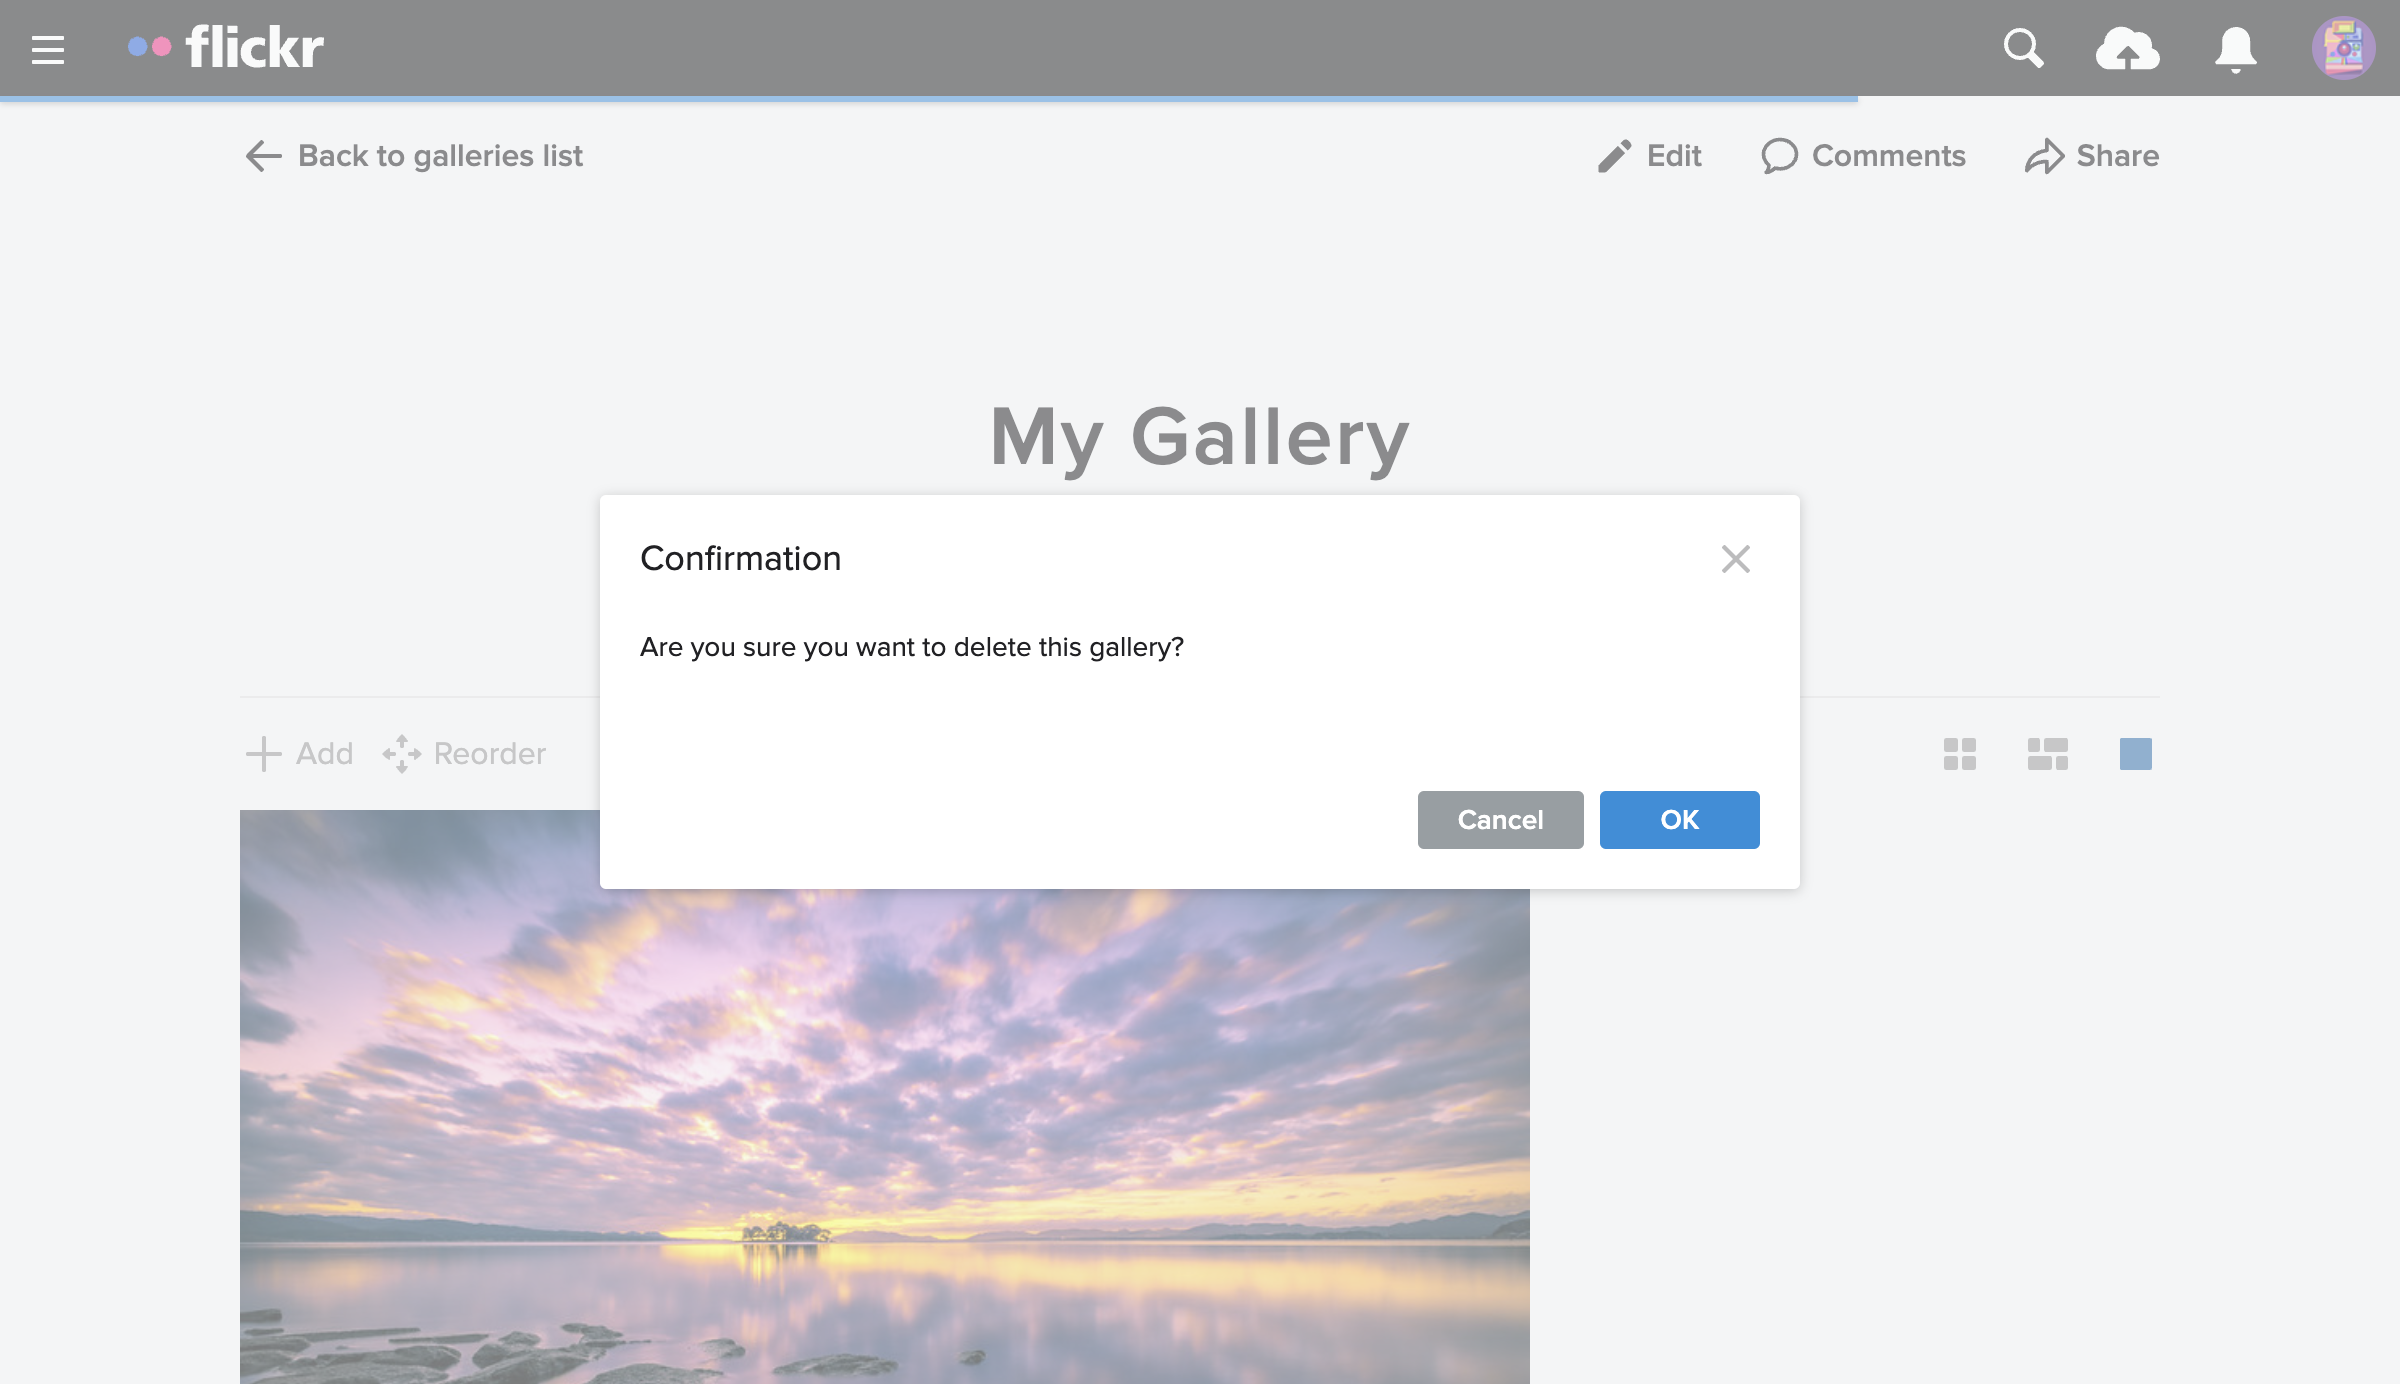 flickr
Back to galleries list
Edit
Comments
Share
My Gallery
Confirmation
Are you sure you want to delete this gallery?
Add
Reorder
Cancel
OK